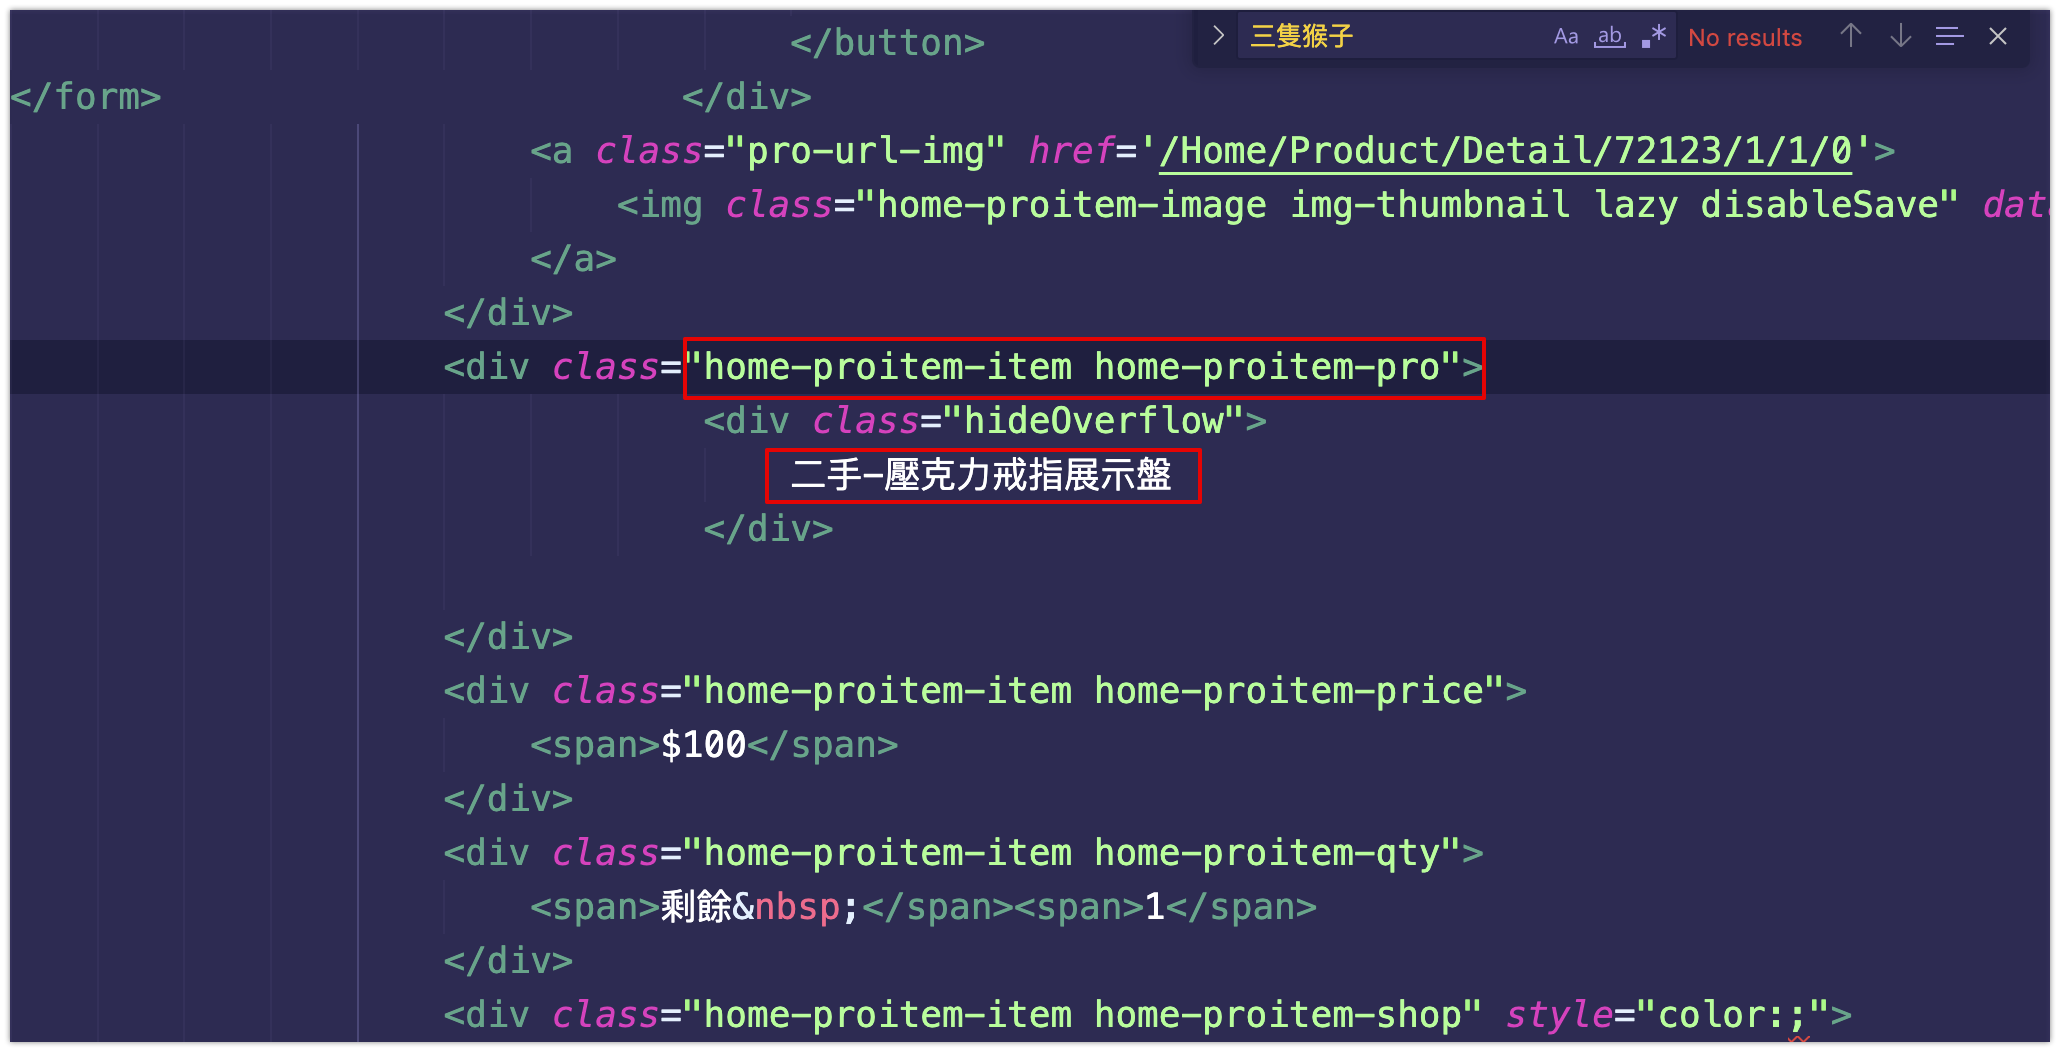 三隻猴子 Aa ab .* No results
</button>
</form> </div>
<a class="pro-url-img" href='/Home/Product/Detail/72123/1/1/0'>
<img class="home-proitem-image img-thumbnail lazy disableSave" dat
</a>
</div>
<div class="home-proitem-item home-proitem-pro">
<div class="hideOverflow">
二手-壓克力戒指展示盤
</div>
</div>
<div class="home-proitem-item home-proitem-price">
<span>$100</span>
</div>
<div class="home-proitem-item home-proitem-qty">
<span>剩餘&nbsp;</span><span>1</span>
</div>
<div class="home-proitem-item home-proitem-shop" style="color:;">